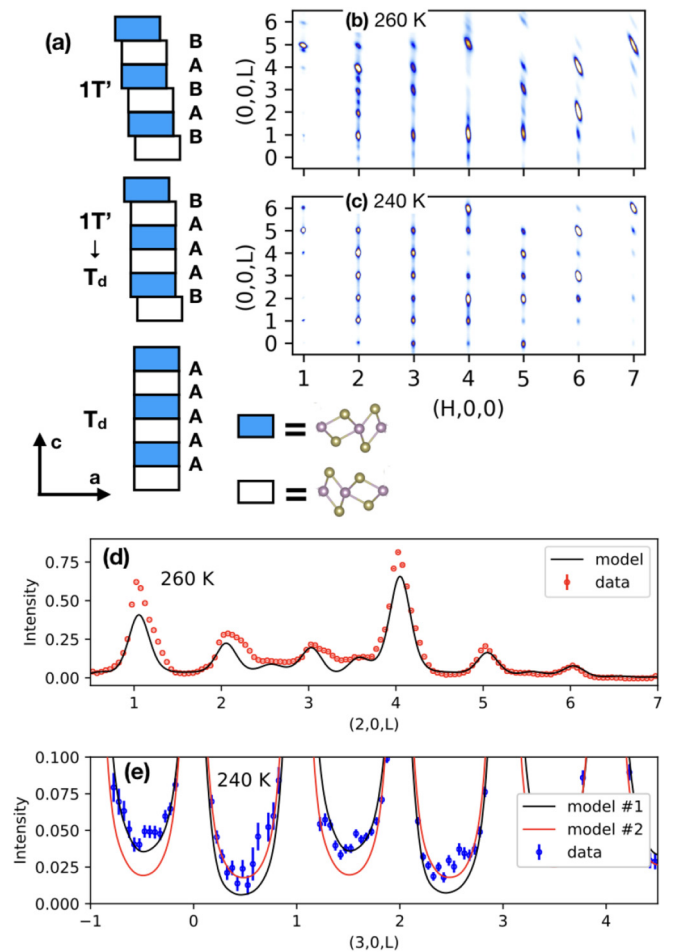 (a)
B
A
B
A
B
1T’
B
A
A
A
B
1T’
↓
Td
A
A
A
A
A
Td
c
a
=
=
(b) 260 K
(0,0,L)
6
5
4
3
2
1
0
(c) 240 K
(0,0,L)
6
5
4
3
2
1
0
1 2 3 4 5 6 7
(H,0,0)
(d)
260 K
model
data
Intensity
0.75
0.50
0.25
0.00
1 2 3 4 5 6 7
(2,0,L)
(e)
240 K
model #1
model #2
data
Intensity
0.100
0.075
0.050
0.025
0.000
−1 0 1 2 3 4
(3,0,L)